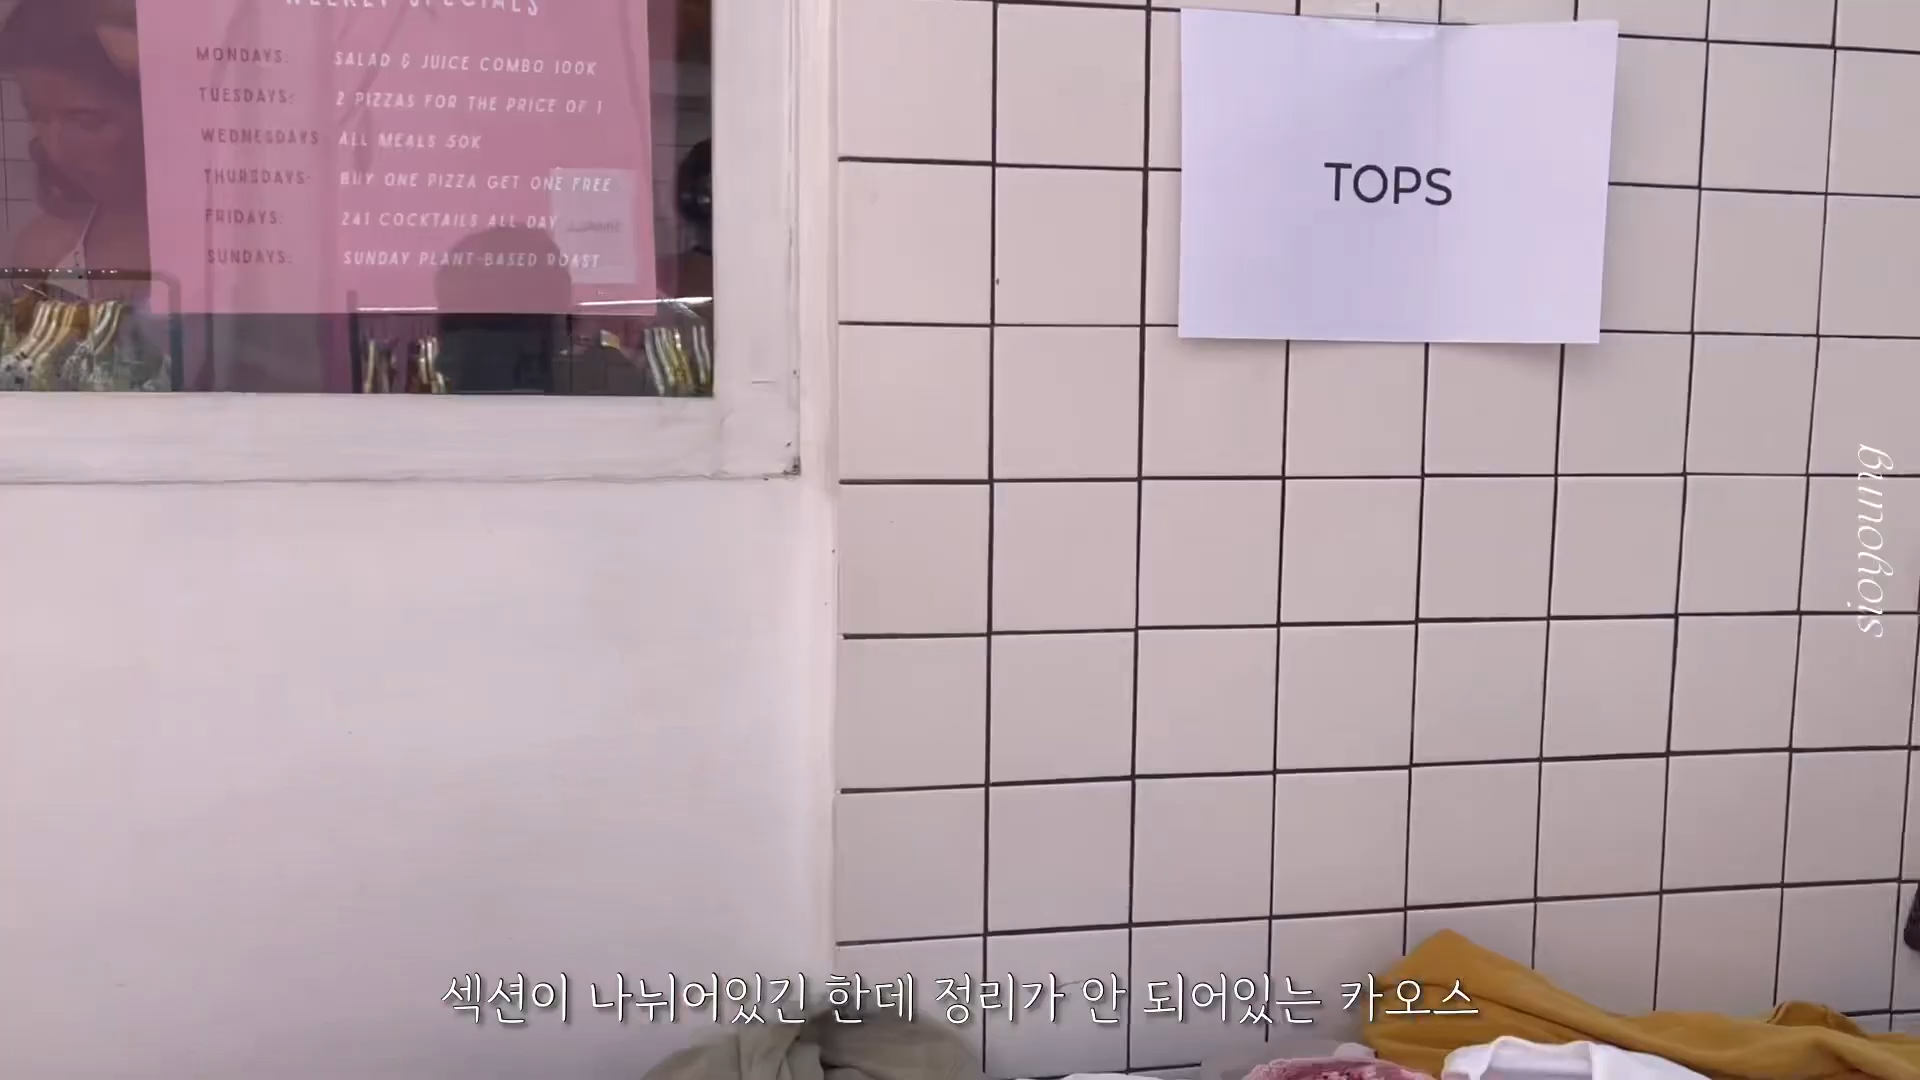 WEEKLY SPECIALS
MONDAYS: SALAD & JUICE COMBO 100K
TUESDAYS: 2 PIZZAS FOR THE PRICE OF 1
WEDNESDAYS: ALL MEALS 50K
THURSDAYS: BUY ONE PIZZA GET ONE FREE
FRIDAYS: 241 COCKTAILS ALL DAY
SUNDAYS: SUNDAY PLANT-BASED ROAST
TOPS
sioyoung
섹션이 나뉘어있긴 한데 정리가 안 되어있는 카오스